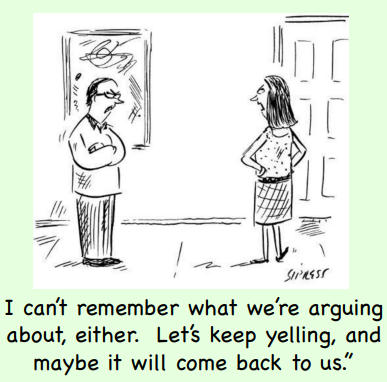 SIPRESS
I can't remember what we're arguing
about, either.  Let's keep yelling, and
maybe it will come back to us."